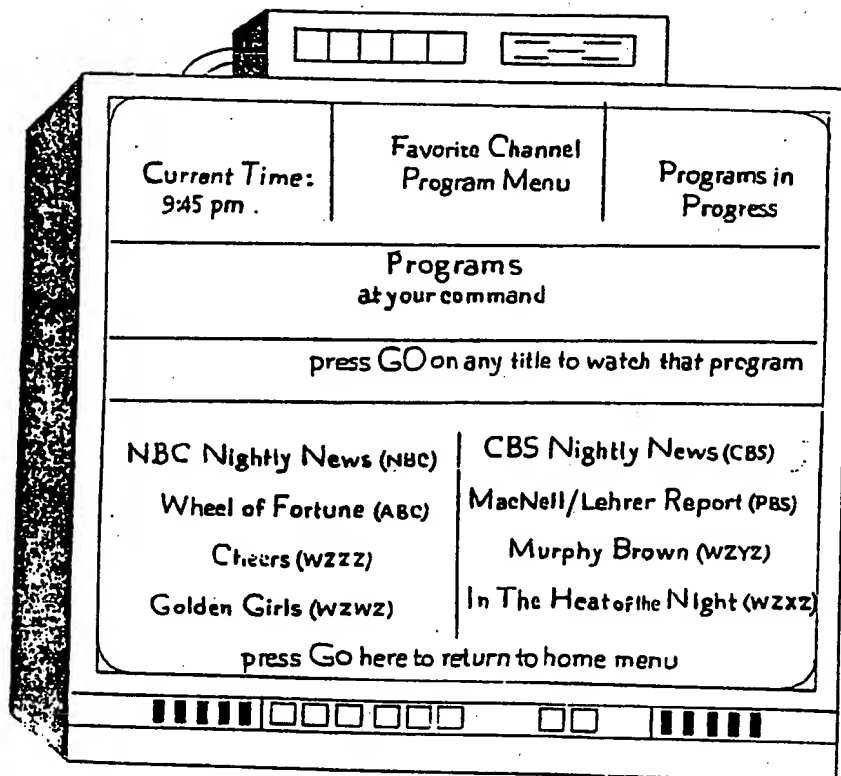 Current Time:
9:45 pm .
Favorite Channel
Program Menu
Programs in
Progress
Programs
at your command
press GO on any title to watch that program
NBC Nightly News (NBC)
Wheel of Fortune (ABC)
Cheers (WZZZ)
Golden Girls (WZWZ)
CBS Nightly News (CBS)
MacNeil/Lehrer Report (PBS)
Murphy Brown (WZYZ)
In The Heat of the Night (WZXZ)
press Go here to return to home menu